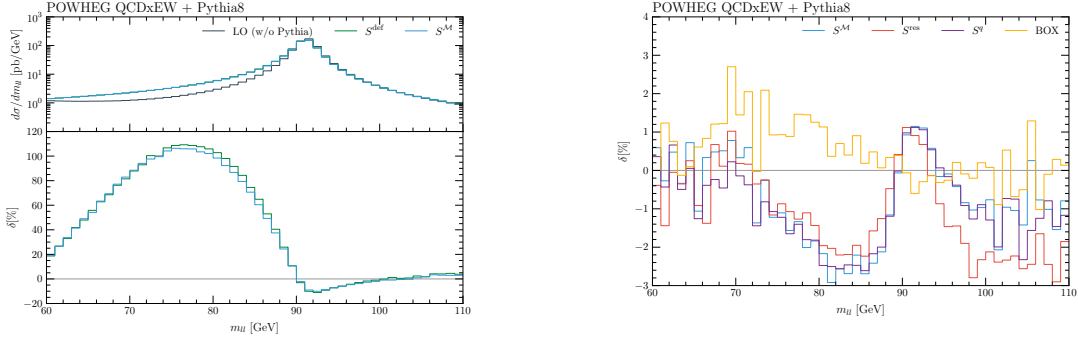 POWHEG QCDxEW + Pythia8
LO (w/o Pythia) S^def S^M
dσ/dm_ll [pb/GeV]
10^3
10^2
10^1
10^0
δ[%]
120
100
80
60
40
20
0
−20
60 70 80 90 100 110
m_ll [GeV]
POWHEG QCDxEW + Pythia8
S^M S^res S^q BOX
δ[%]
4
3
2
1
0
−1
−2
−3
60 70 80 90 100 110
m_ll [GeV]